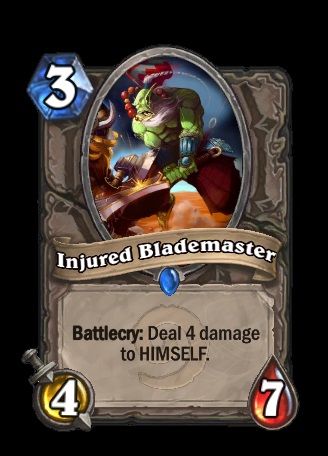 3
Injured Blademaster
Battlecry: Deal 4 damage
to HIMSELF.
4
7